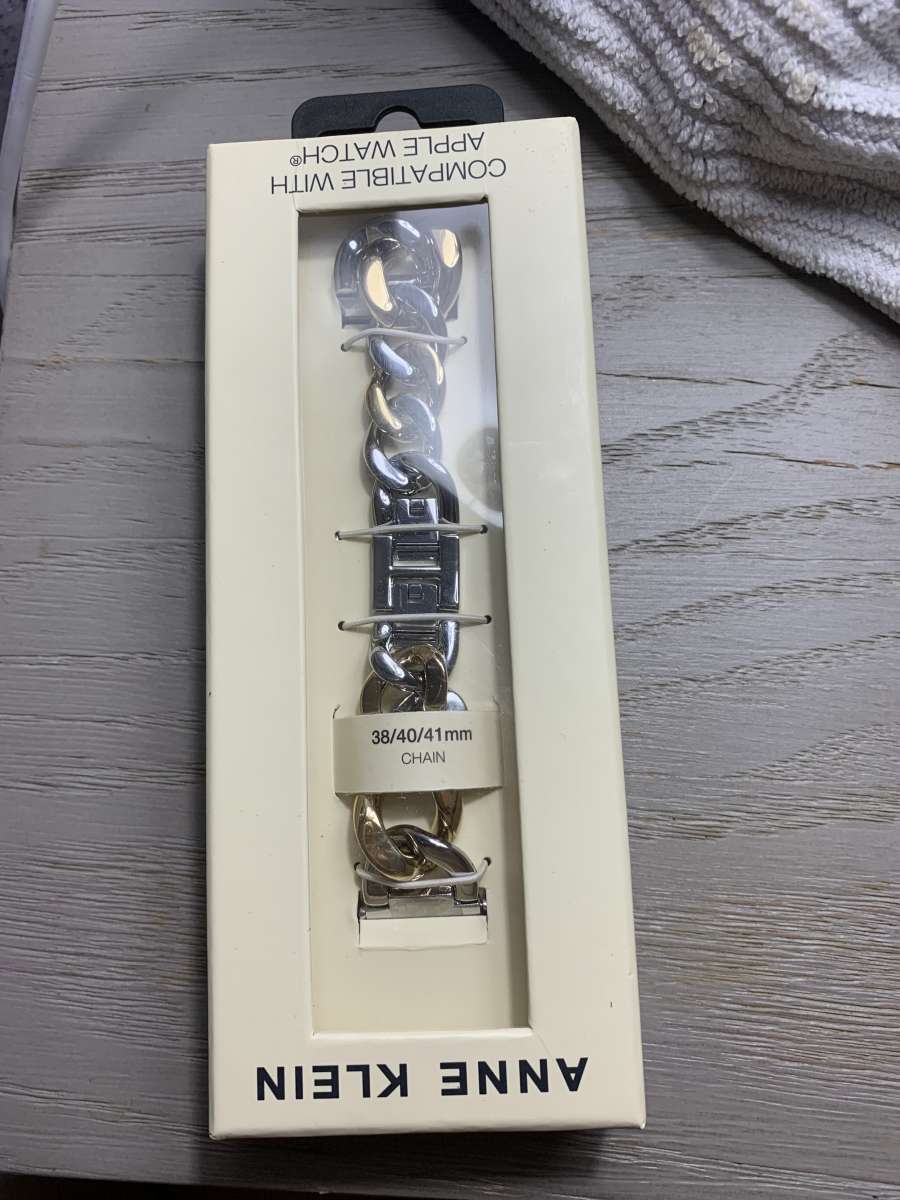 COMPATIBLE WITH
APPLE WATCH®
38/40/41mm
CHAIN
ANNE KLEIN